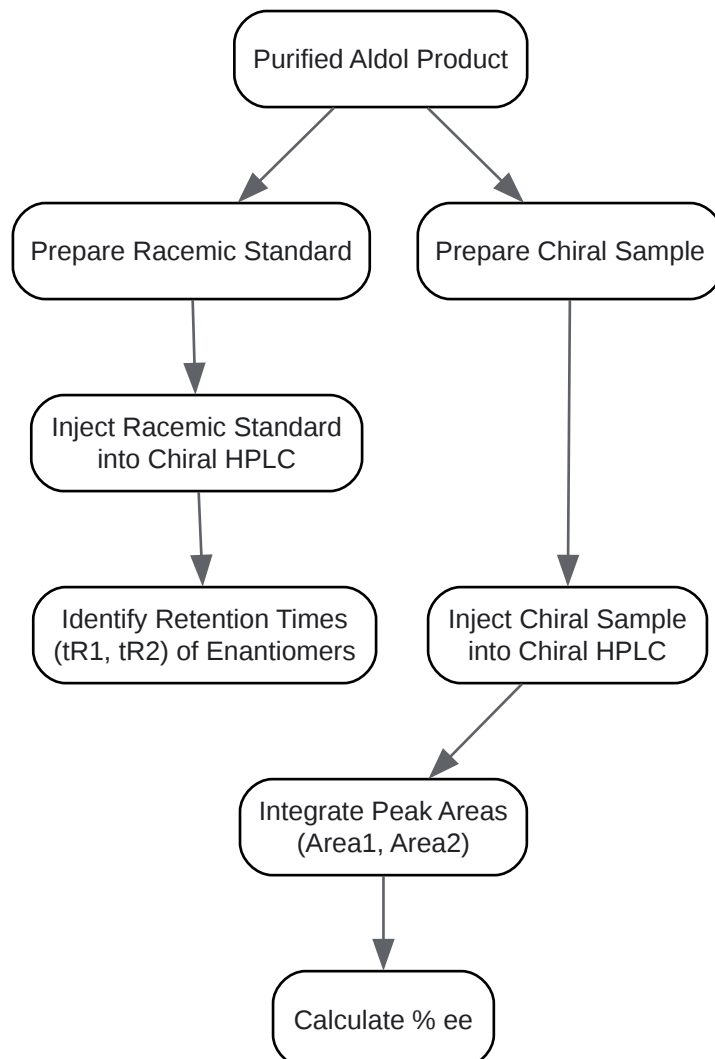 Purified Aldol Product
Prepare Racemic Standard
Prepare Chiral Sample
Inject Racemic Standard
into Chiral HPLC
Identify Retention Times
(tR1, tR2) of Enantiomers
Inject Chiral Sample
into Chiral HPLC
Integrate Peak Areas
(Area1, Area2)
Calculate % ee